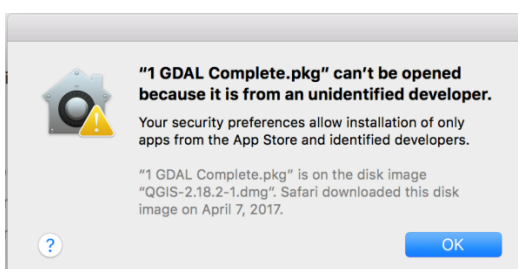 “1 GDAL Complete.pkg” can’t be opened
because it is from an unidentified developer.
Your security preferences allow installation of only
apps from the App Store and identified developers.
“1 GDAL Complete.pkg” is on the disk image
“QGIS-2.18.2-1.dmg”. Safari downloaded this disk
image on April 7, 2017.
?
OK